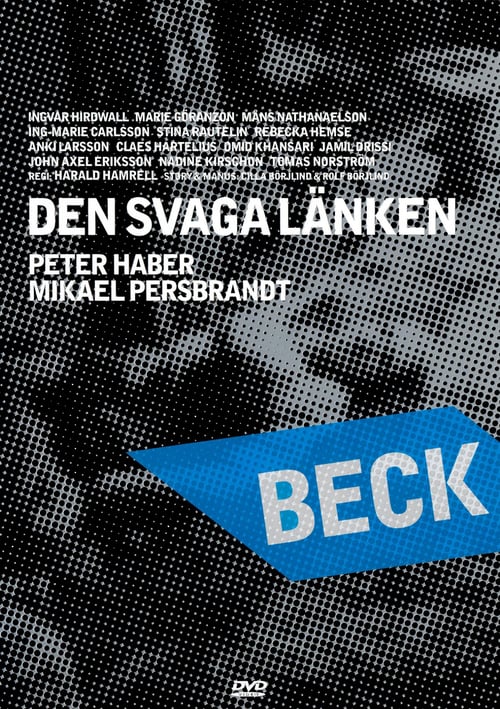 INGVAR HIRDWALL MARIE GÖRANZON MÅNS NATHANAELSON
ING-MARIE CARLSSON STINA RAUTELIN REBECKA HEMSE
ANKI LARSSON CLAES HARTELIUS OMID KHANSARI JAMIL DRISSI
JOHN AXEL ERIKSSON NADINE KIRSCHON TOMAS NORSTRÖM
REGI: HARALD HAMRELL STORY & MANUS: CILLA BÖRJLIND & ROLF BÖRJLIND
DEN SVAGA LÄNKEN
PETER HABER
MIKAEL PERSBRANDT
BECK
DVD